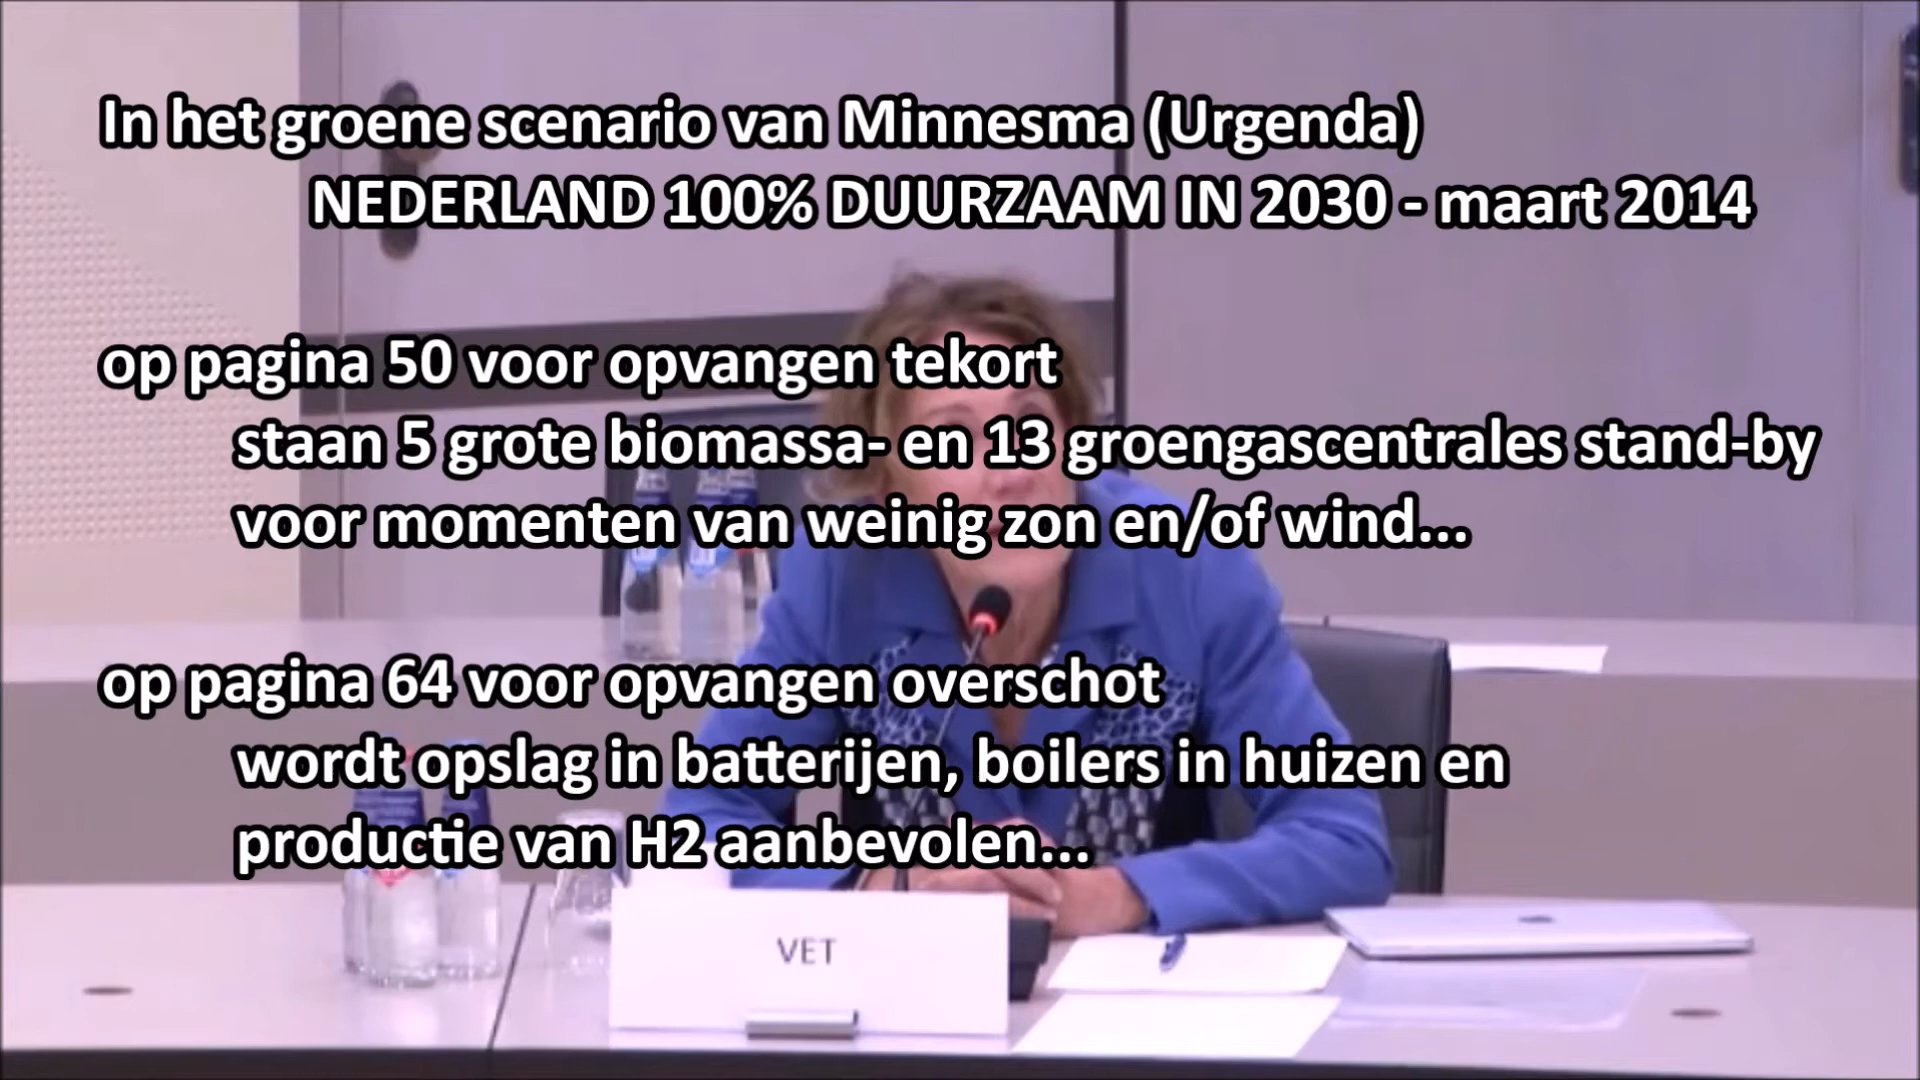 In het groene scenario van Minnesma (Urgenda)
NEDERLAND 100% DUURZAAM IN 2030 - maart 2014
op pagina 50 voor opvangen tekort
staan 5 grote biomassa- en 13 groengascentrales stand-by
voor momenten van weinig zon en/of wind...
op pagina 64 voor opvangen overschot
wordt opslag in batterijen, boilers in huizen en
productie van H2 aanbevolen...
VET